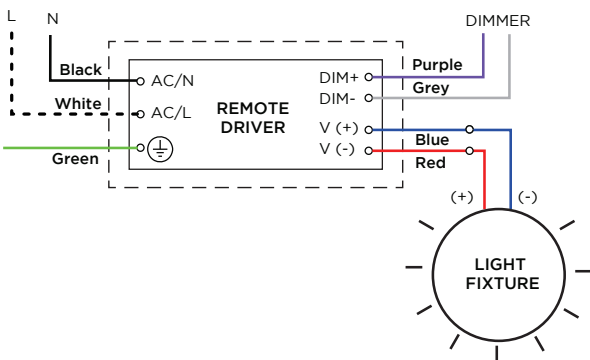 L N DIMMER
Black
AC/N
White
AC/L
Green
REMOTE
DRIVER
DIM+
DIM-
V (+)
V (-)
Purple
Grey
Blue
Red
(+) (-)
LIGHT
FIXTURE